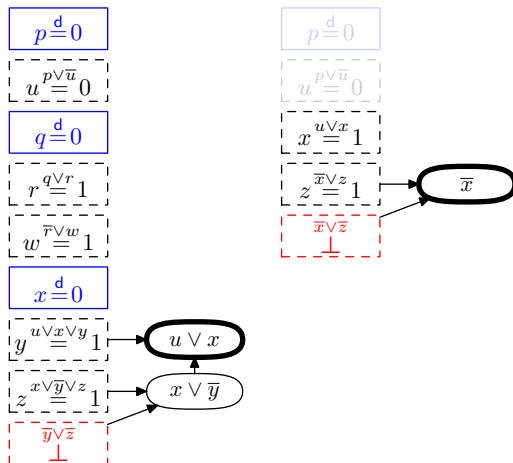 p =ᵈ 0
u =^{p∨u̅} 0
q =ᵈ 0
r =^{q∨r} 1
w =^{r̅∨w} 1
x =ᵈ 0
y =^{u∨x∨y} 1
u ∨ x
z =^{x∨y̅∨z} 1
x ∨ y̅
y̅∨z̅
⊥
p =ᵈ 0
u =^{p∨u̅} 0
x =^{u∨x} 1
z =^{x̅∨z} 1
x̅
x̅∨z̅
⊥